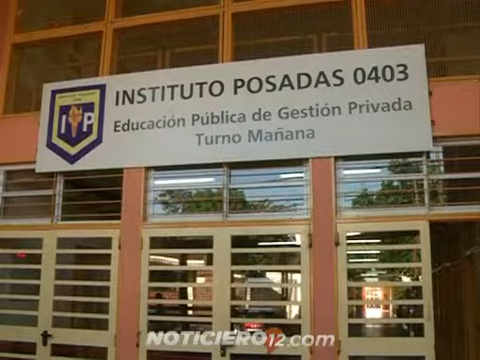 INSTITUTO POSADAS 0403
Educación Pública de Gestión Privada
Turno Mañana
IP
NOTICIERO12.com